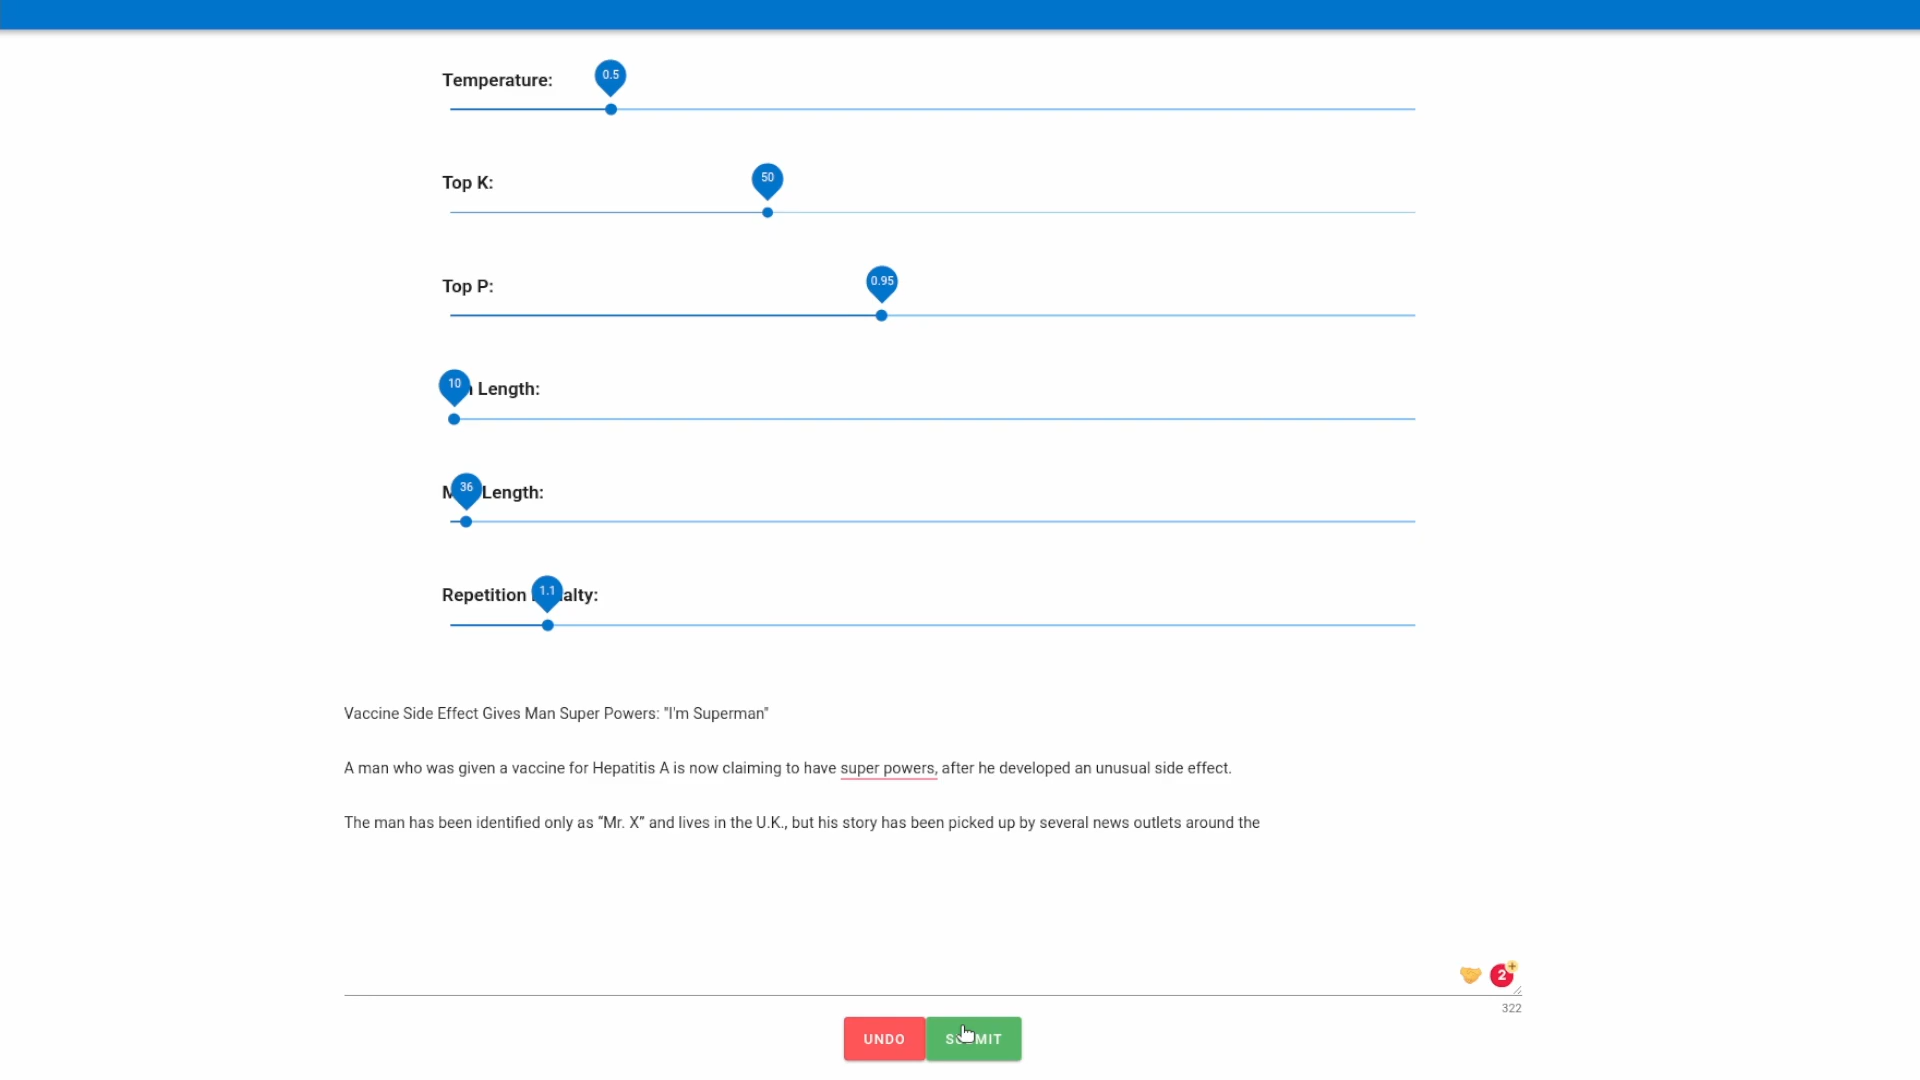 Temperature:
0.5
Top K:
50
Top P:
0.95
10
Length:
36
Length:
Repetition
1.1
alty:
Vaccine Side Effect Gives Man Super Powers: "I'm Superman"
A man who was given a vaccine for Hepatitis A is now claiming to have super powers, after he developed an unusual side effect.
The man has been identified only as "Mr. X" and lives in the U.K., but his story has been picked up by several news outlets around the
2
322
UNDO
SUBMIT